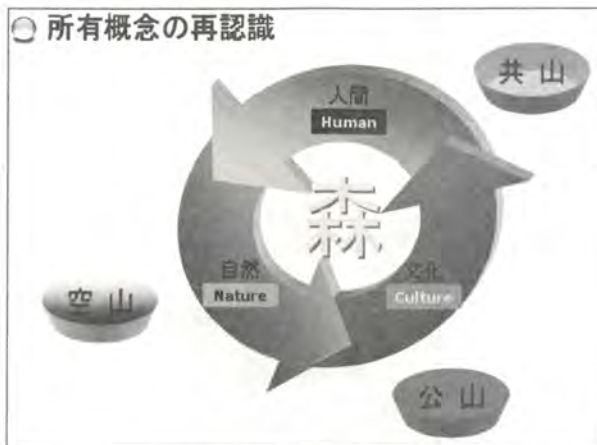 所有概念の再認識
共山
人間
Human
森
自然
Nature
文化
Culture
空山
公山